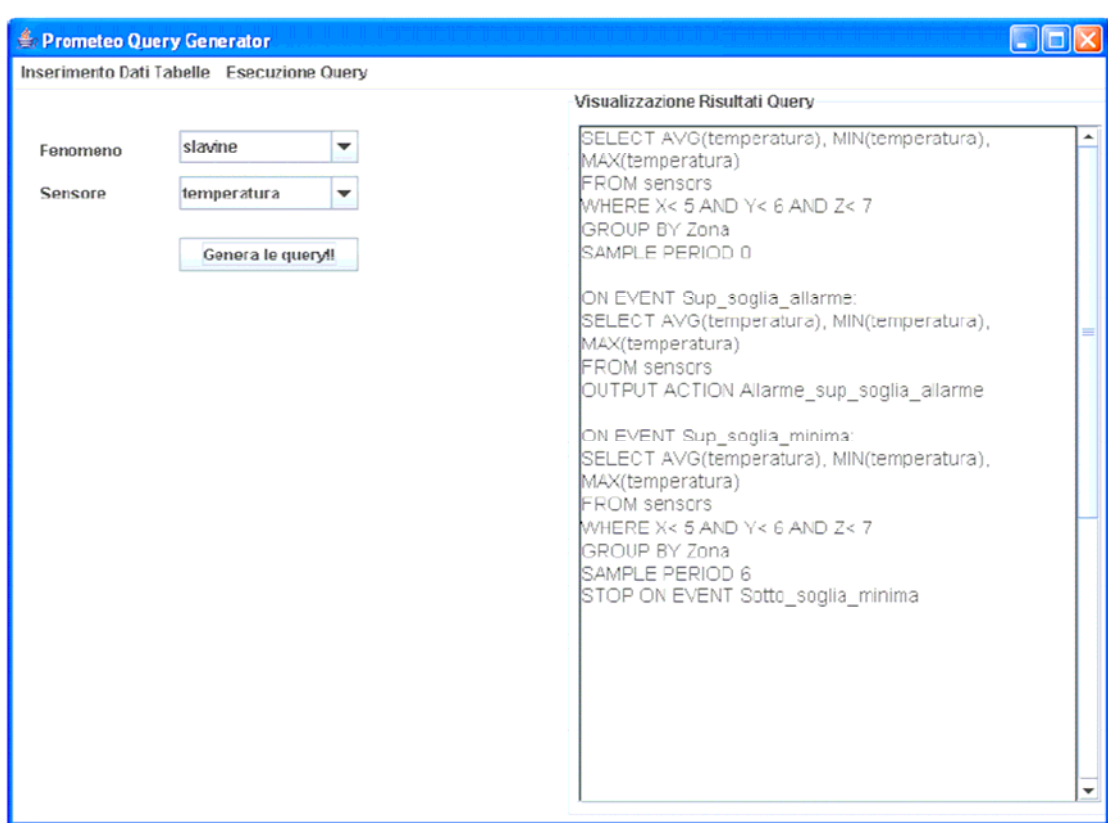 Prometeo Query Generator
Inserimento Dati Tabelle Esecuzione Query
Fenomeno
slavine
Sensore
temperatura
Genera le query!!
Visualizzazione Risultati Query
SELECT AVG(temperatura), MIN(temperatura),
MAX(temperatura)
FROM sensors
WHERE X< 5 AND Y< 6 AND Z< 7
GROUP BY Zona
SAMPLE PERIOD 0
ON EVENT Sup_soglia_allarme:
SELECT AVG(temperatura), MIN(temperatura),
MAX(temperatura)
FROM sensors
OUTPUT ACTION Allarme_sup_soglia_allarme
ON EVENT Sup_soglia_minima:
SELECT AVG(temperatura), MIN(temperatura),
MAX(temperatura)
FROM sensors
WHERE X< 5 AND Y< 6 AND Z< 7
GROUP BY Zona
SAMPLE PERIOD 6
STOP ON EVENT Sotto_soglia_minima